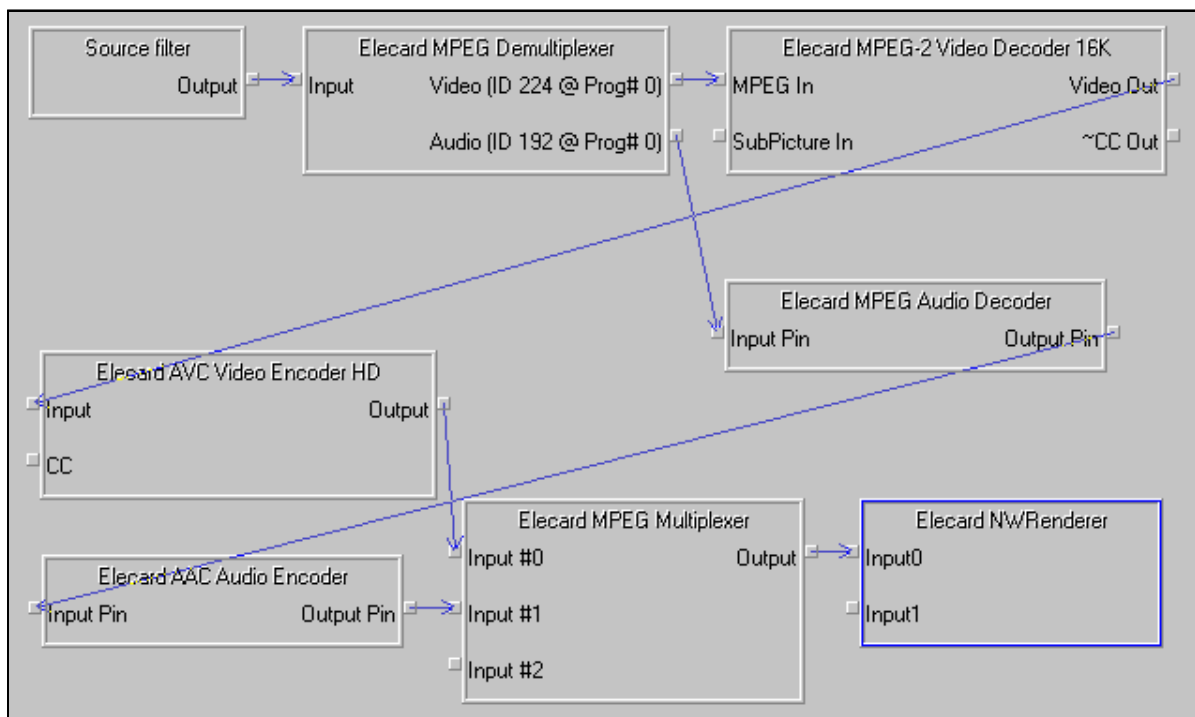 Source filter
Output
Elecard MPEG Demultiplexer
Input
Video (ID 224 @ Prog# 0)
Audio (ID 192 @ Prog# 0)
Elecard MPEG-2 Video Decoder 16K
MPEG In
Video Out
SubPicture In
~CC Out
Elecard MPEG Audio Decoder
Input Pin
Output Pin
Elecard AVC Video Encoder HD
Input
Output
CC
Elecard AAC Audio Encoder
Input Pin
Output Pin
Elecard MPEG Multiplexer
Input #0
Output
Input #1
Input #2
Elecard NWRenderer
Input0
Input1